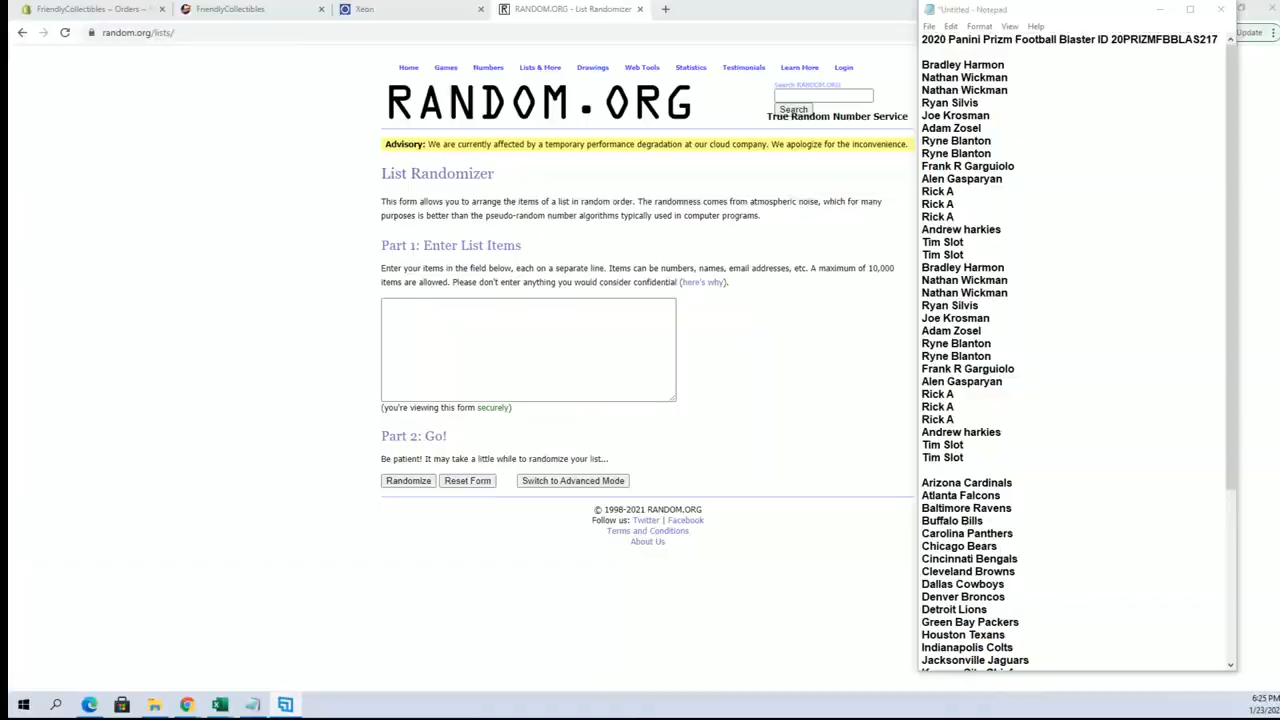 FriendlyCollectibles – Orders –
FriendlyCollectibles
Xeon
RANDOM.ORG - List Randomizer
random.org/lists/
Update
Home Games Numbers Lists & More Drawings Web Tools Statistics Testimonials Learn More Login
RANDOM.ORG
Search RANDOM.ORG
Search
True Random Number Service
Advisory: We are currently affected by a temporary performance degradation at our cloud company. We apologize for the inconvenience.
List Randomizer
This form allows you to arrange the items of a list in random order. The randomness comes from atmospheric noise, which for many
purposes is better than the pseudo-random number algorithms typically used in computer programs.
Part 1: Enter List Items
Enter your items in the field below, each on a separate line. Items can be numbers, names, email addresses, etc. A maximum of 10,000
items are allowed. Please don't enter anything you would consider confidential (here's why).
(you're viewing this form securely)
Part 2: Go!
Be patient! It may take a little while to randomize your list...
Randomize Reset Form Switch to Advanced Mode
© 1998-2021 RANDOM.ORG
Follow us: Twitter | Facebook
Terms and Conditions
About Us
*Untitled - Notepad
File Edit Format View Help
2020 Panini Prizm Football Blaster ID 20PRIZMFBBLAS217
Bradley Harmon
Nathan Wickman
Nathan Wickman
Ryan Silvis
Joe Krosman
Adam Zosel
Ryne Blanton
Ryne Blanton
Frank R Garguiolo
Alen Gasparyan
Rick A
Rick A
Rick A
Andrew harkies
Tim Slot
Tim Slot
Bradley Harmon
Nathan Wickman
Nathan Wickman
Ryan Silvis
Joe Krosman
Adam Zosel
Ryne Blanton
Ryne Blanton
Frank R Garguiolo
Alen Gasparyan
Rick A
Rick A
Rick A
Andrew harkies
Tim Slot
Tim Slot
Arizona Cardinals
Atlanta Falcons
Baltimore Ravens
Buffalo Bills
Carolina Panthers
Chicago Bears
Cincinnati Bengals
Cleveland Browns
Dallas Cowboys
Denver Broncos
Detroit Lions
Green Bay Packers
Houston Texans
Indianapolis Colts
Jacksonville Jaguars
6:25 PM
1/23/202